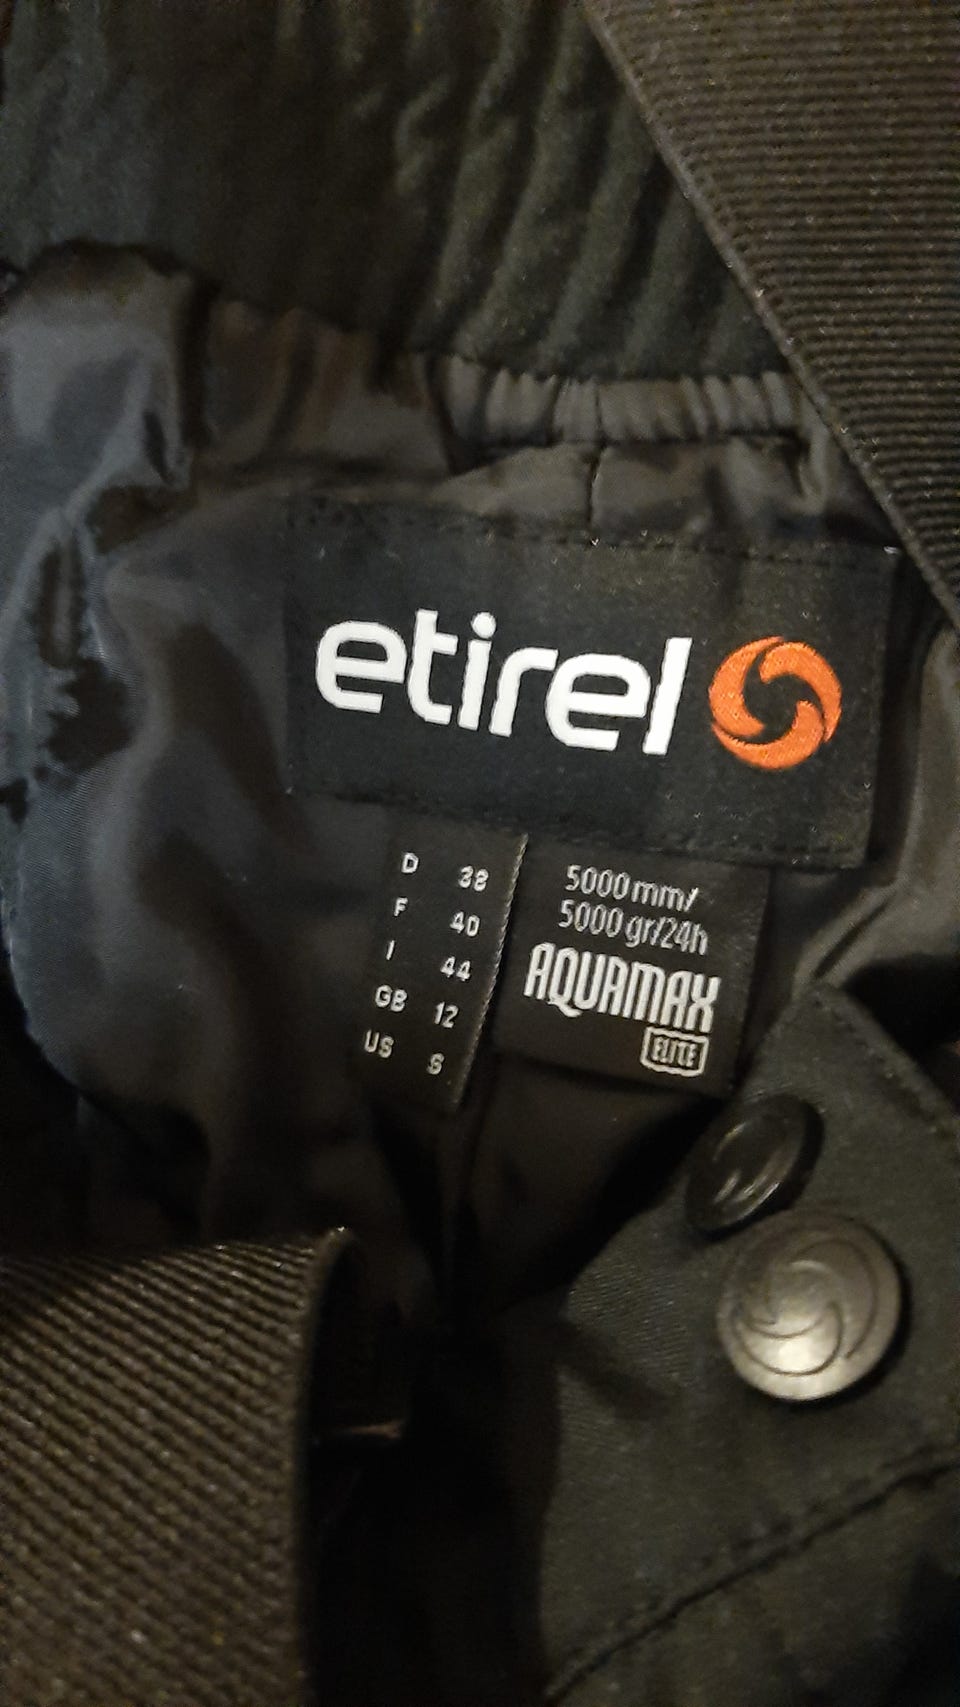 etirel
D 38
F 40
I 44
GB 12
US S
5000 mm/
5000 gr/24h
AQUAMAX
ELITE